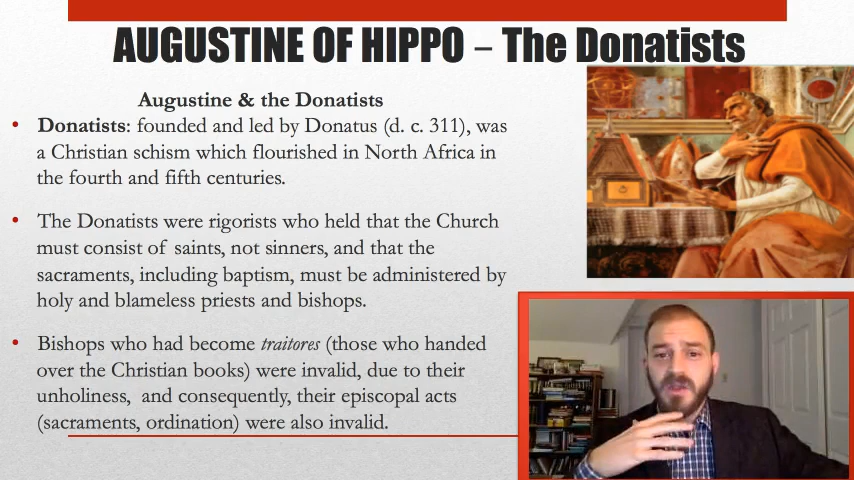 AUGUSTINE OF HIPPO – The Donatists
Augustine & the Donatists
• Donatists: founded and led by Donatus (d. c. 311), was
a Christian schism which flourished in North Africa in
the fourth and fifth centuries.
• The Donatists were rigorists who held that the Church
must consist of saints, not sinners, and that the
sacraments, including baptism, must be administered by
holy and blameless priests and bishops.
• Bishops who had become traitores (those who handed
over the Christian books) were invalid, due to their
unholiness, and consequently, their episcopal acts
(sacraments, ordination) were also invalid.